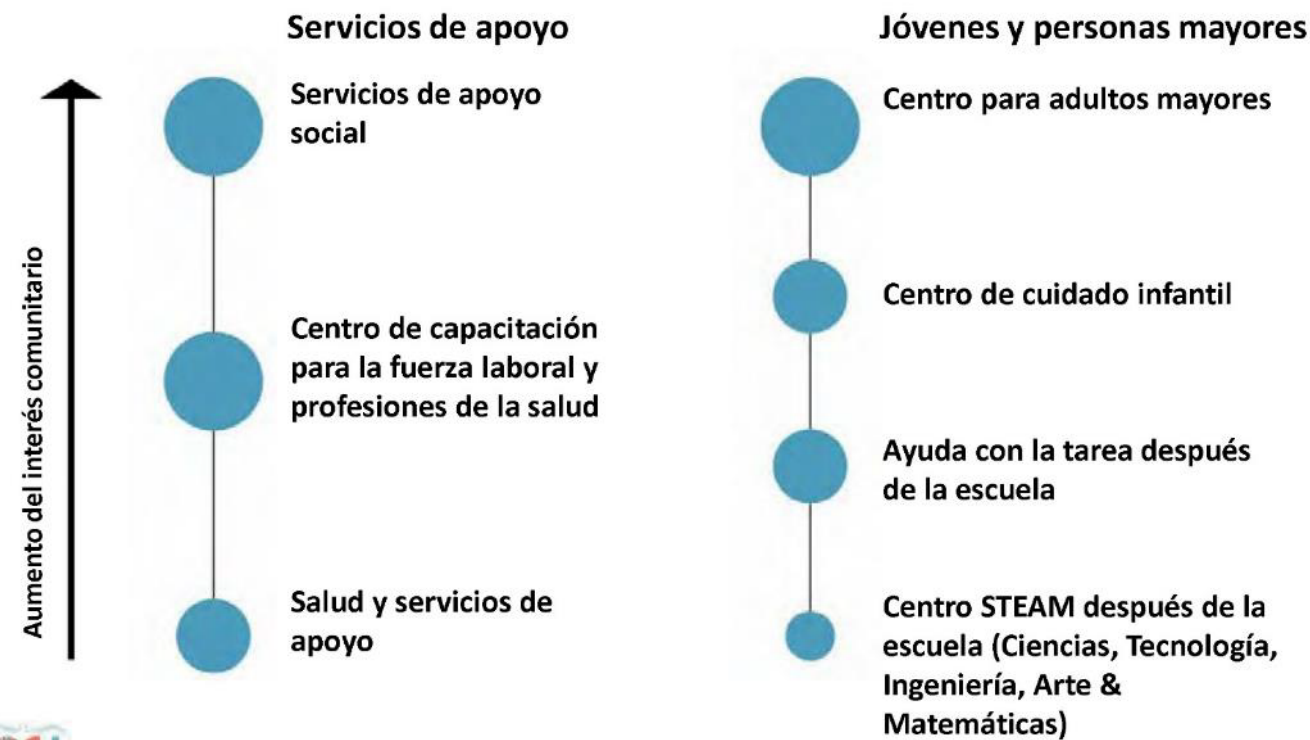 Servicios de apoyo
Servicios de apoyo
social
Centro de capacitación
para la fuerza laboral y
profesiones de la salud
Salud y servicios de
apoyo
Aumento del interés comunitario
Jóvenes y personas mayores
Centro para adultos mayores
Centro de cuidado infantil
Ayuda con la tarea después
de la escuela
Centro STEAM después de la
escuela (Ciencias, Tecnología,
Ingeniería, Arte &
Matemáticas)